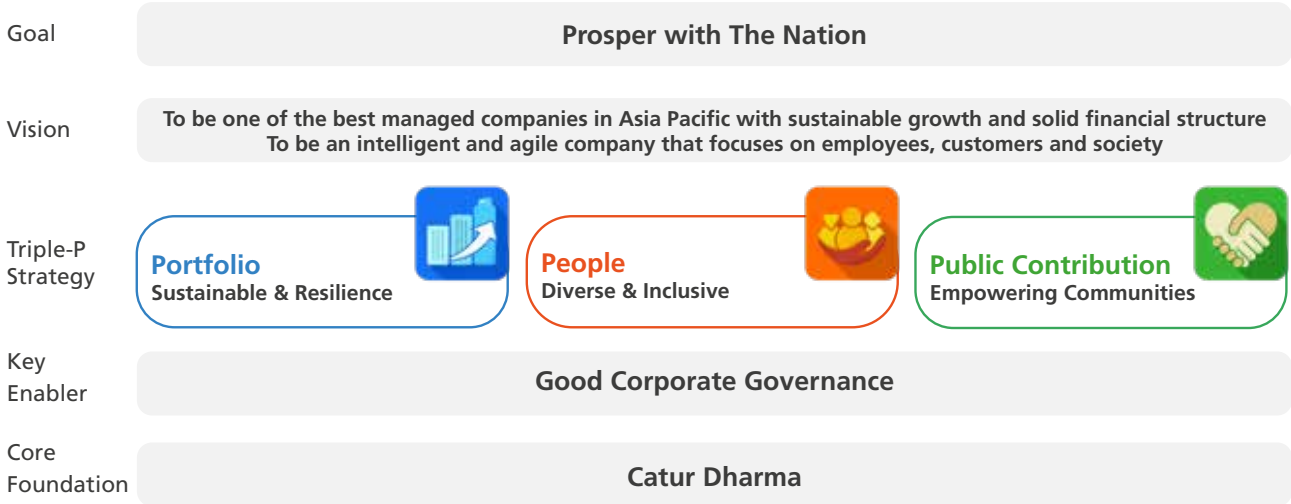 Goal
Prosper with The Nation
Vision
To be one of the best managed companies in Asia Pacific with sustainable growth and solid financial structure
To be an intelligent and agile company that focuses on employees, customers and society
Triple-P
Strategy
Portfolio
Sustainable & Resilience
People
Diverse & Inclusive
Public Contribution
Empowering Communities
Key
Enabler
Good Corporate Governance
Core
Foundation
Catur Dharma